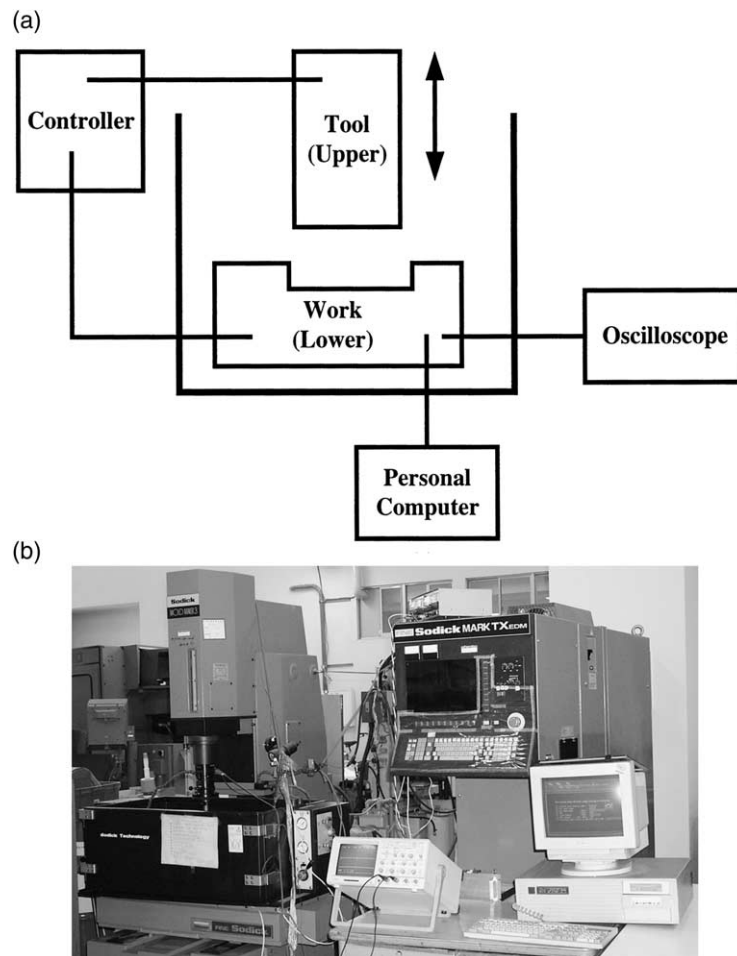 (a)
Controller
Tool
(Upper)
Work
(Lower)
Oscilloscope
Personal
Computer
(b)
Sodick
Sodick MARK TX EDM
Sodick Technology
Sodick